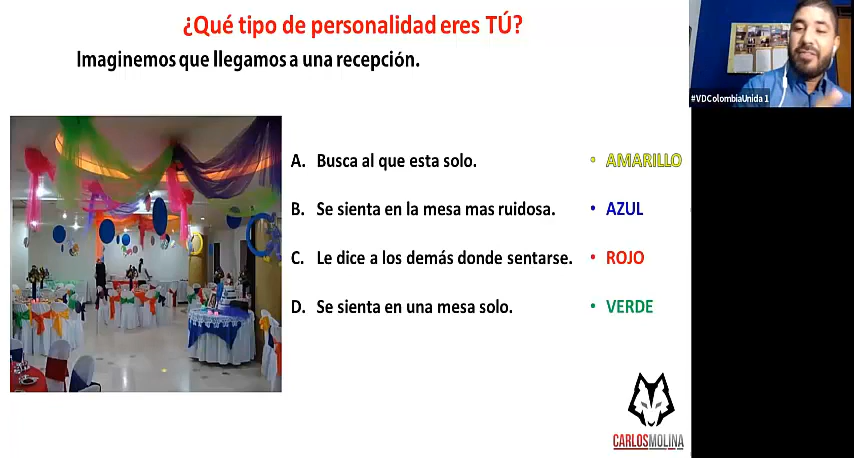 ¿Qué tipo de personalidad eres TÚ?
Imaginemos que llegamos a una recepción.
#VDColombiaUnida 1
A. Busca al que esta solo. • AMARILLO
B. Se sienta en la mesa mas ruidosa. • AZUL
C. Le dice a los demás donde sentarse. • ROJO
D. Se sienta en una mesa solo. • VERDE
CARLOSMOLINA